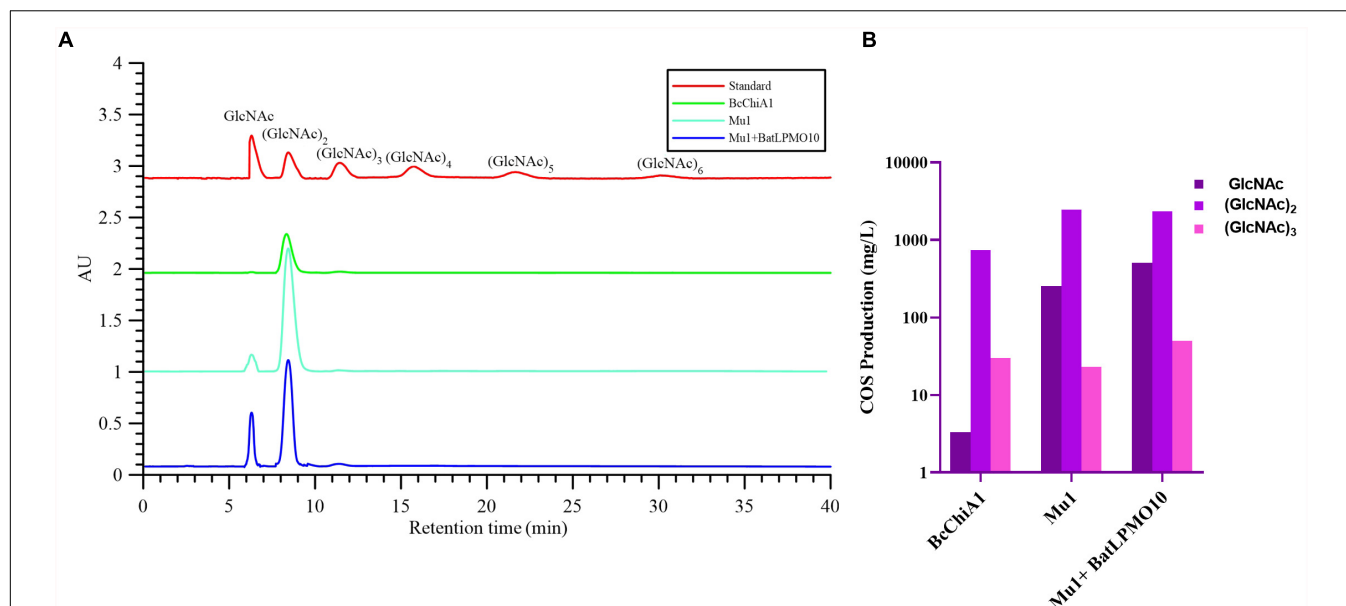 A
4
3.5
3
2.5
2
1.5
1
0.5
0
AU
0
5
10
15
20
25
30
35
40
Retention time (min)
GlcNAc
(GlcNAc)2
(GlcNAc)3
(GlcNAc)4
(GlcNAc)5
(GlcNAc)6
Standard
BcChiA1
Mu1
Mu1+BatLPMO10
B
10000
1000
100
10
1
COS Production (mg/L)
GlcNAc
(GlcNAc)2
(GlcNAc)3
BcChiA1
Mu1
Mu1+ BatLPMO10